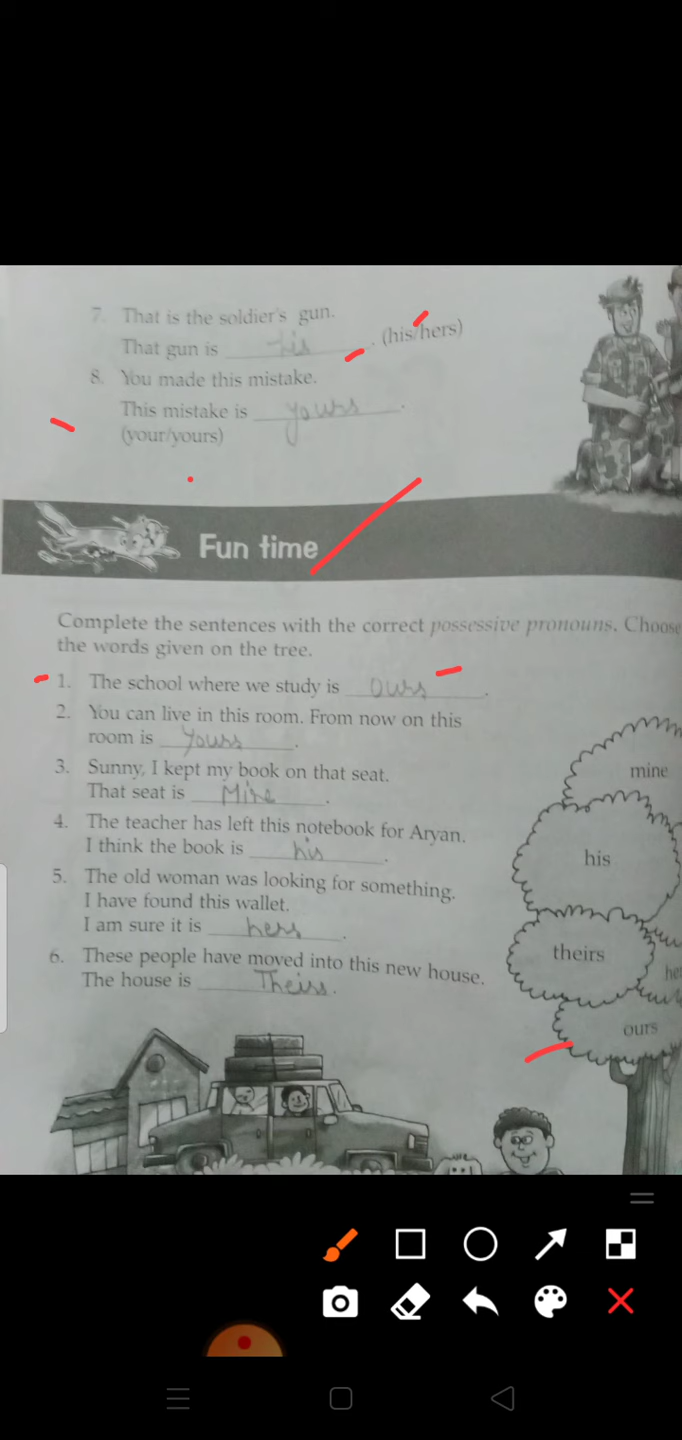 7. That is the soldier's gun.
That gun is his. (his/hers)
8. You made this mistake.
This mistake is yours.
(your/yours)
Fun time
Complete the sentences with the correct possessive pronouns. Choose
the words given on the tree.
1. The school where we study is ours.
2. You can live in this room. From now on this
room is Yours.
3. Sunny, I kept my book on that seat.
That seat is Mine.
4. The teacher has left this notebook for Aryan.
I think the book is his.
5. The old woman was looking for something.
I have found this wallet.
I am sure it is hers.
6. These people have moved into this new house.
The house is Theirs.
mine
his
theirs
ours